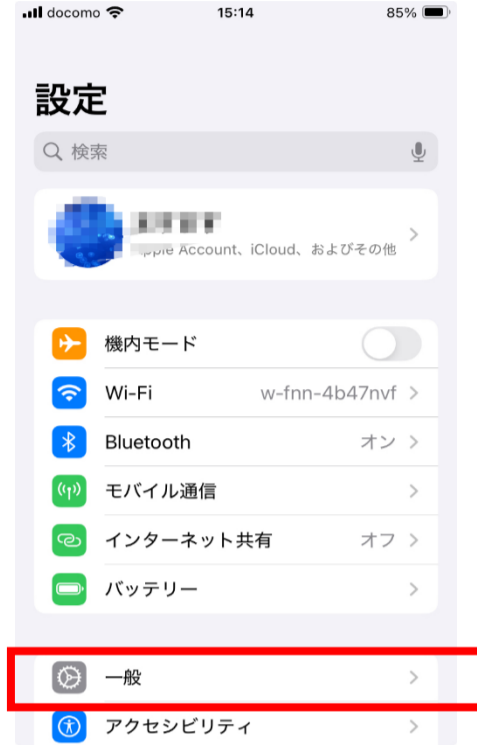 docomo 15:14 85%
設定
検索
Account、iCloud、およびその他
機内モード
Wi-Fi w-fnn-4b47nvf
Bluetooth オン
モバイル通信
インターネット共有 オフ
バッテリー
一般
アクセシビリティ